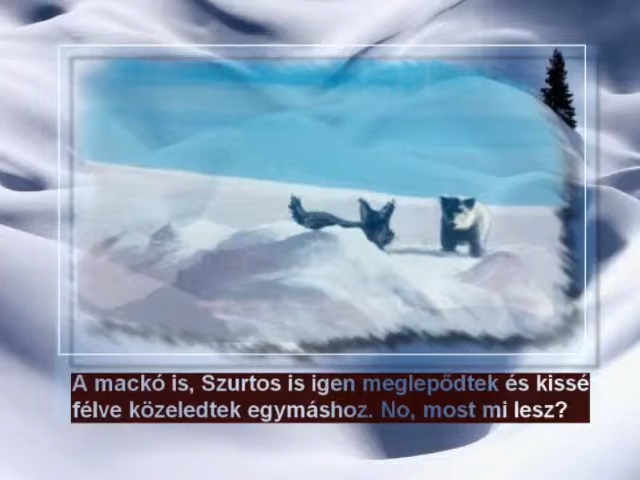 A mackó is, Szurtos is igen meglepődtek és kissé
félve közeledtek egymáshoz. No, most mi lesz?